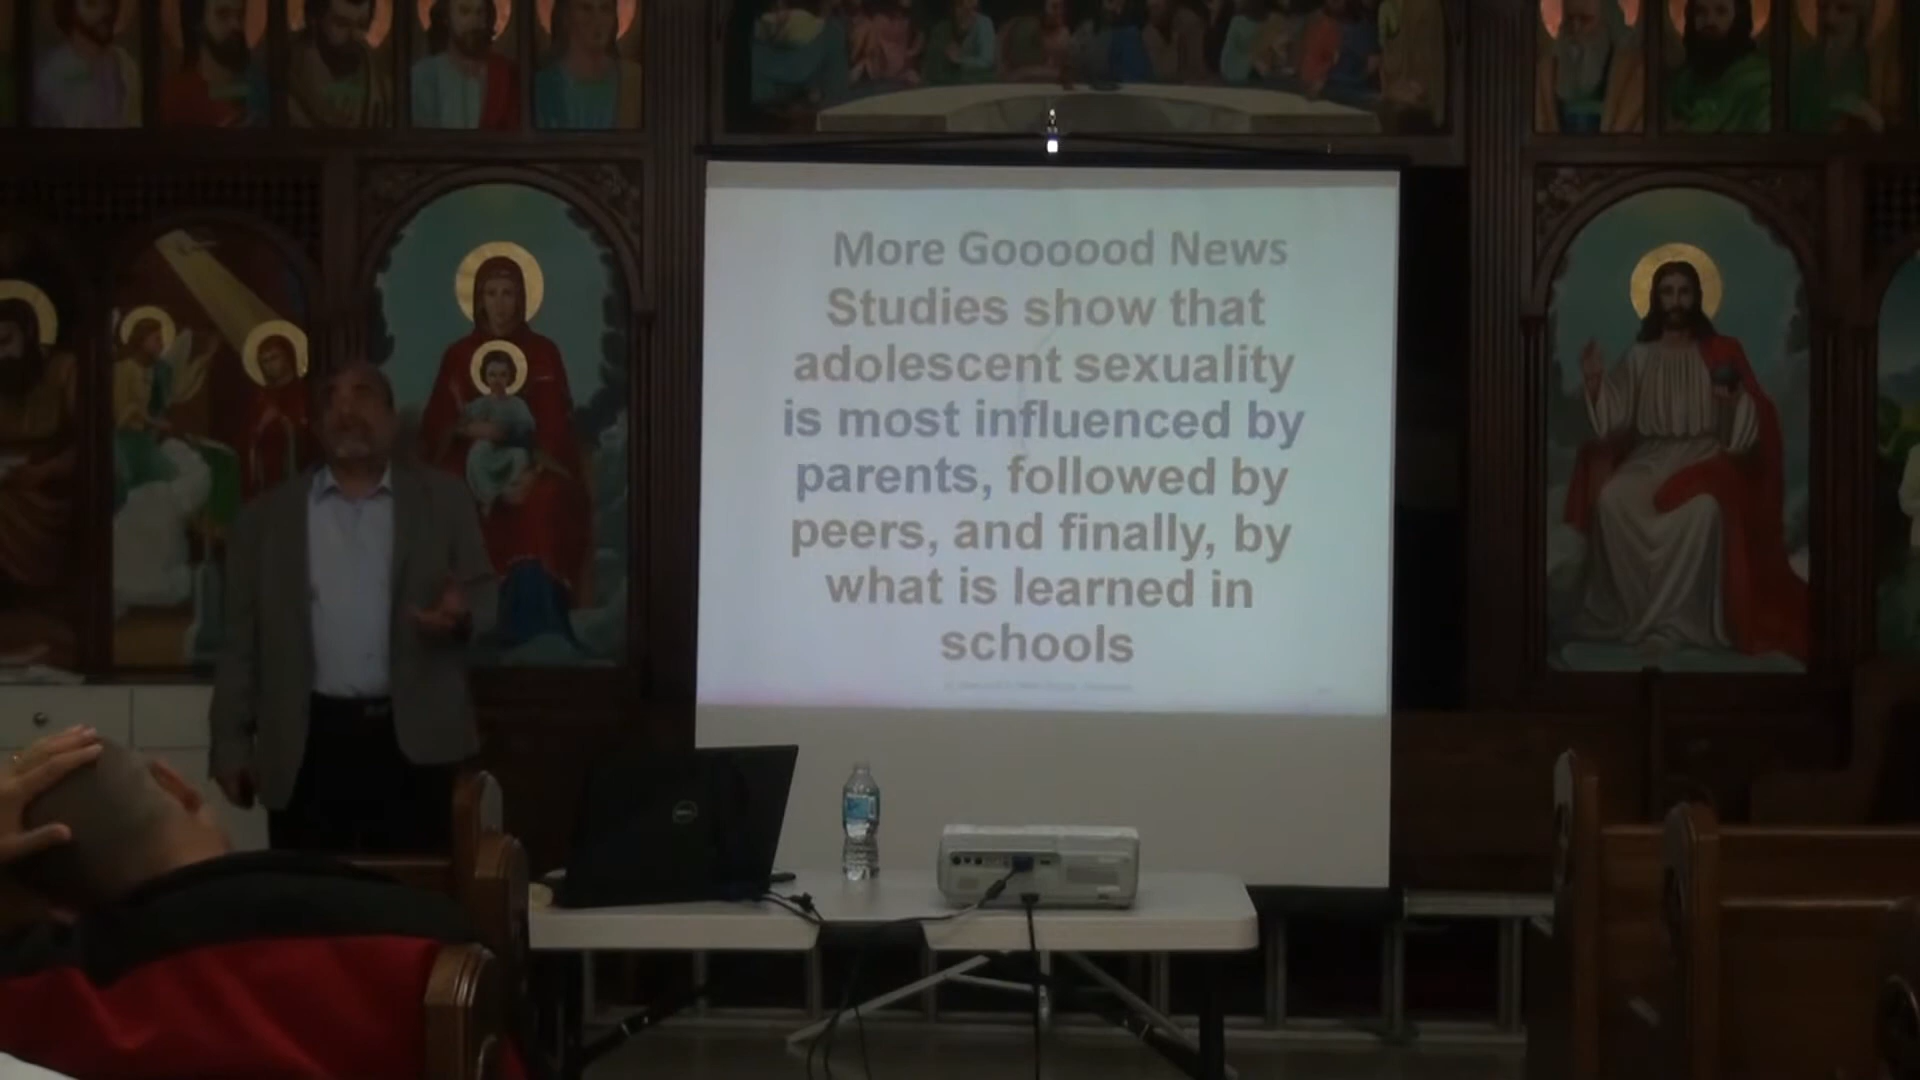 More Goooood News
Studies show that
adolescent sexuality
is most influenced by
parents, followed by
peers, and finally, by
what is learned in
schools
DELL